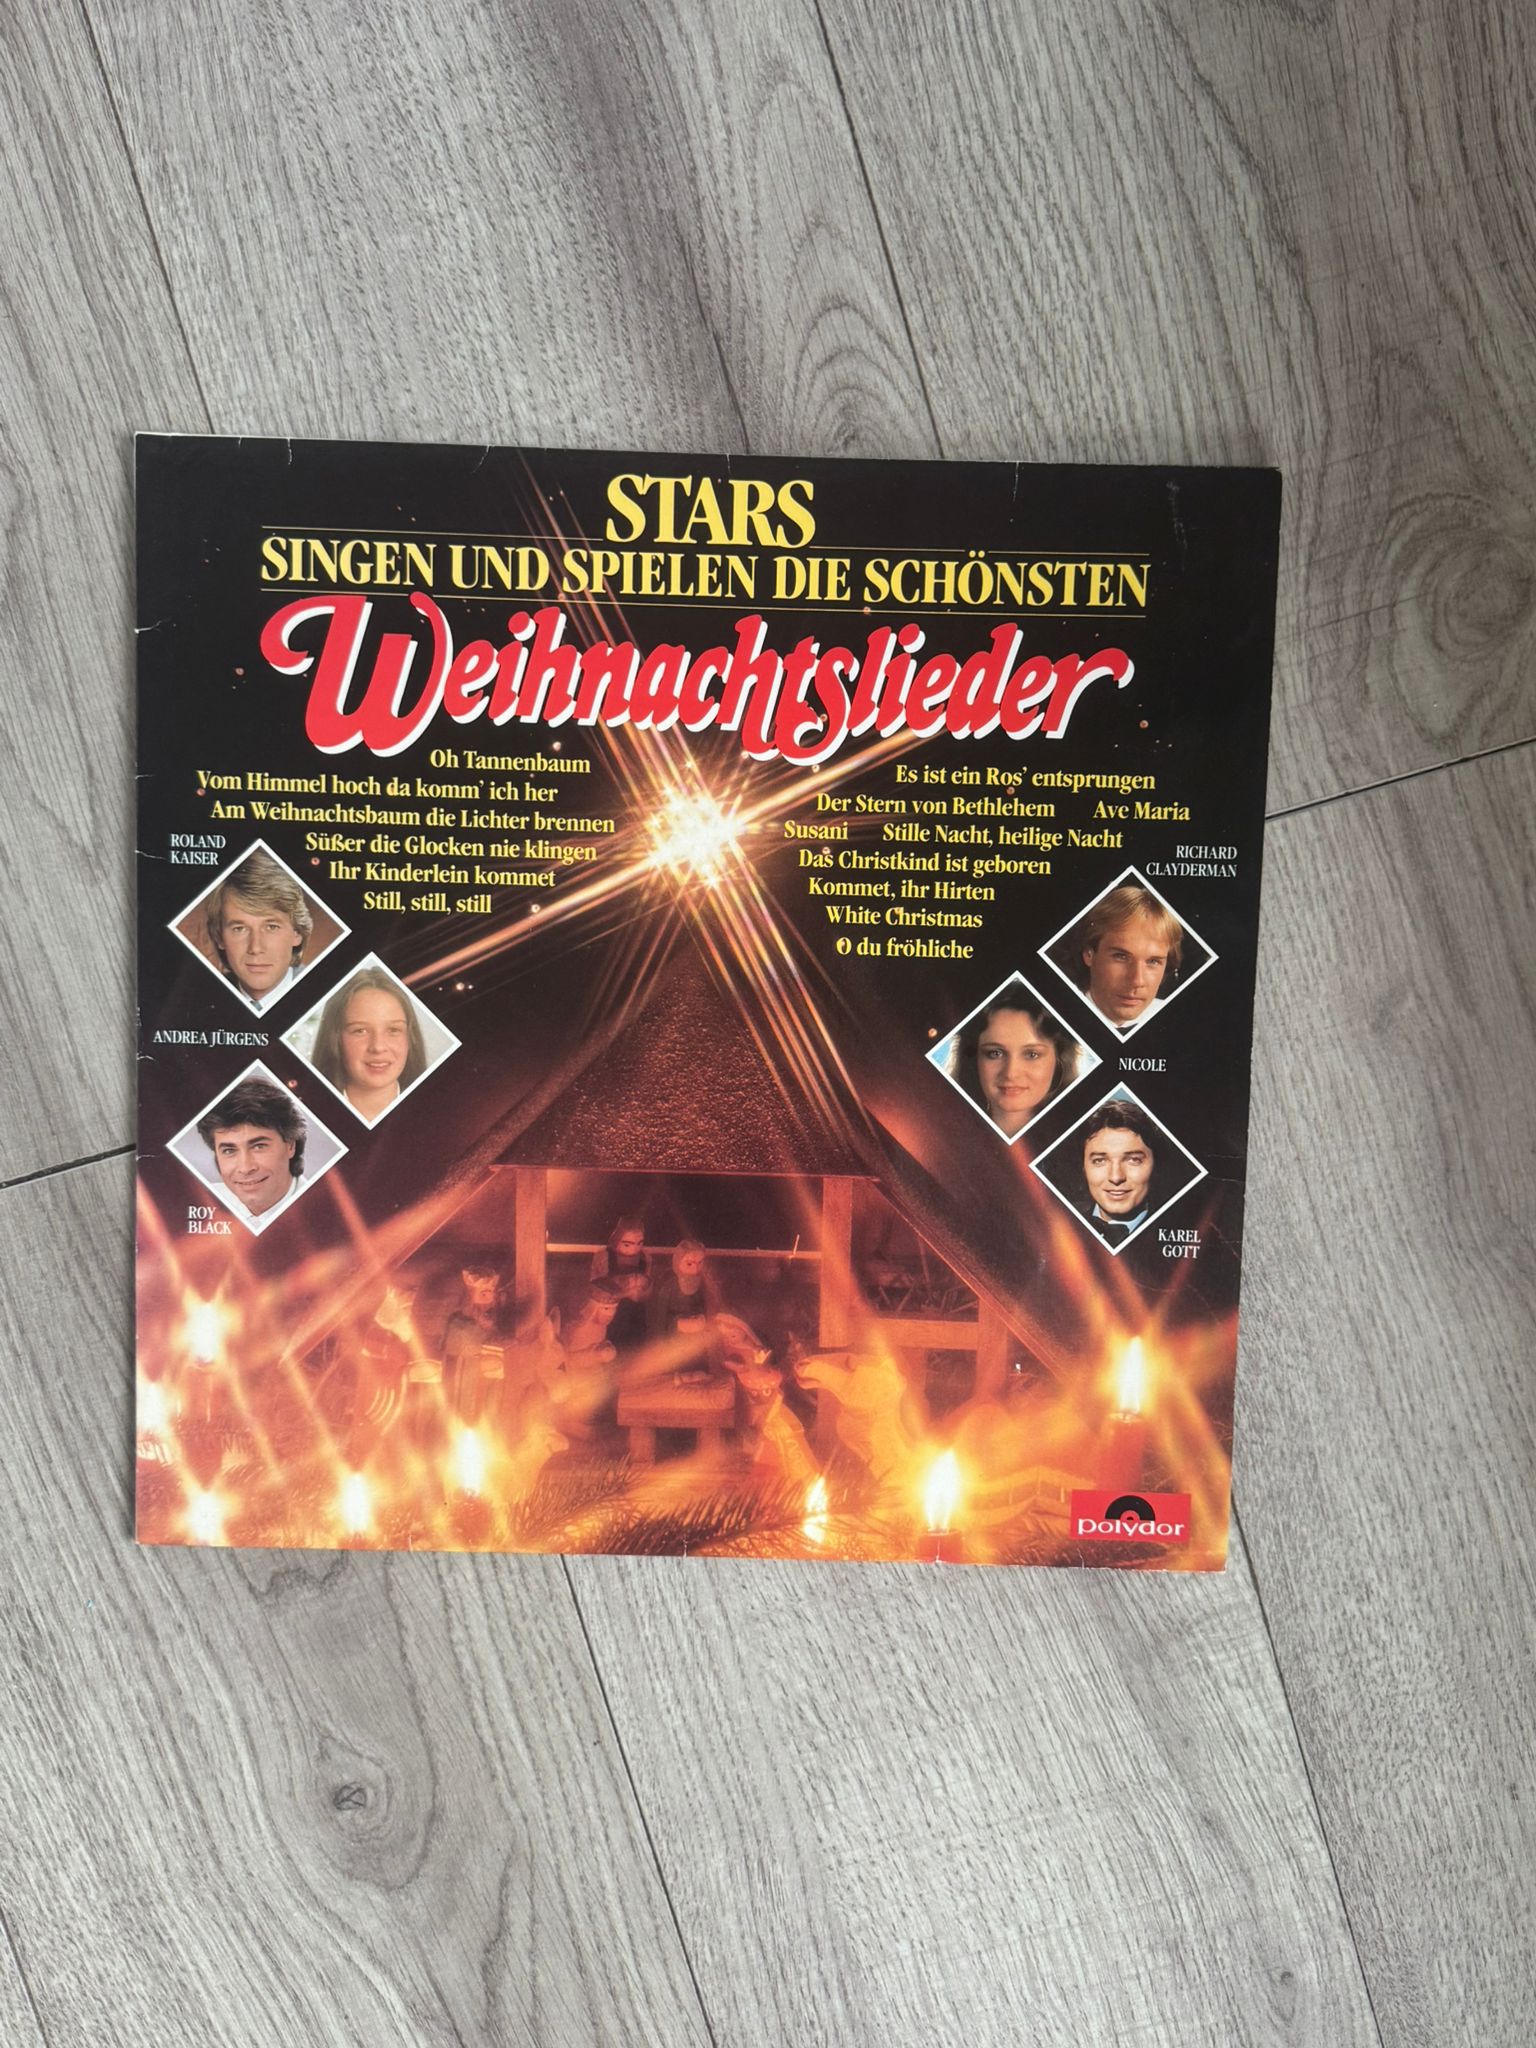 STARS
SINGEN UND SPIELEN DIE SCHÖNSTEN
Weihnachtslieder
Oh Tannenbaum
Vom Himmel hoch da komm' ich her
Am Weihnachtsbaum die Lichter brennen
Süßer die Glocken nie klingen
Ihr Kinderlein kommet
Still, still, still
Es ist ein Ros' entsprungen
Der Stern von Bethlehem Ave Maria
Susani Stille Nacht, heilige Nacht
Das Christkind ist geboren
Kommet, ihr Hirten
White Christmas
O du fröhliche
ROLAND
KAISER
ANDREA JÜRGENS
ROY
BLACK
RICHARD
CLAYDERMAN
NICOLE
KAREL
GOTT
polydor